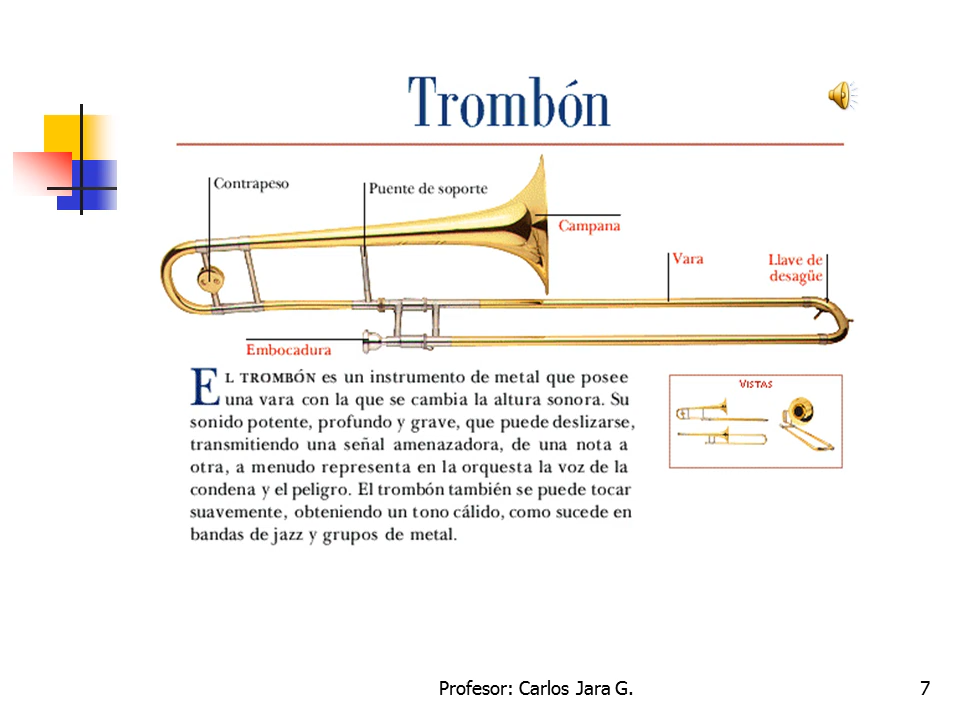 Trombón
Contrapeso
Puente de soporte
Campana
Vara
Llave de
desagüe
Embocadura
EL TROMBÓN es un instrumento de metal que posee
una vara con la que se cambia la altura sonora. Su
sonido potente, profundo y grave, que puede deslizarse,
transmitiendo una señal amenazadora, de una nota a
otra, a menudo representa en la orquesta la voz de la
condena y el peligro. El trombón también se puede tocar
suavemente, obteniendo un tono cálido, como sucede en
bandas de jazz y grupos de metal.
VISTAS
Profesor: Carlos Jara G.
7